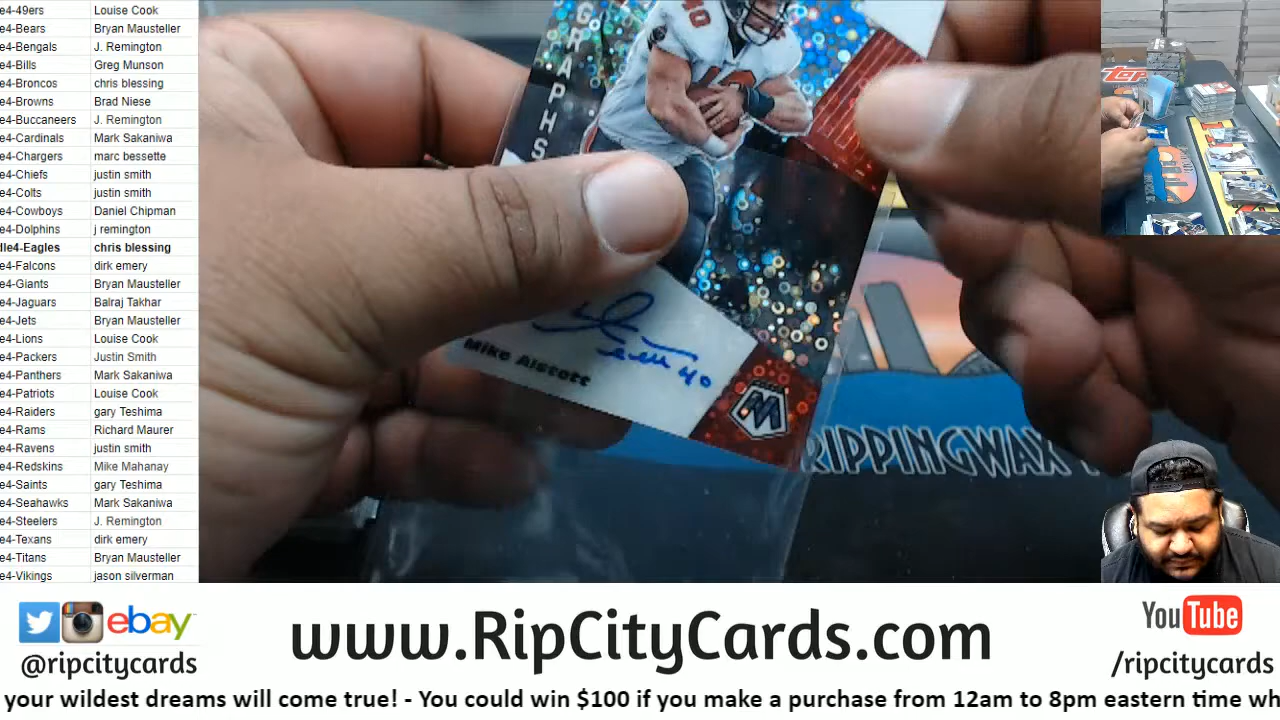 e4-49ers Louise Cook
e4-Bears Bryan Mausteller
e4-Bengals J. Remington
e4-Bills Greg Munson
e4-Broncos chris blessing
e4-Browns Brad Niese
e4-Buccaneers J. Remington
e4-Cardinals Mark Sakaniwa
e4-Chargers marc bessette
e4-Chiefs justin smith
e4-Colts justin smith
e4-Cowboys Daniel Chipman
e4-Dolphins j remington
lle4-Eagles chris blessing
e4-Falcons dirk emery
e4-Giants Bryan Mausteller
e4-Jaguars Balraj Takhar
e4-Jets Bryan Mausteller
e4-Lions Louise Cook
e4-Packers Justin Smith
e4-Panthers Mark Sakaniwa
e4-Patriots Louise Cook
e4-Raiders gary Teshima
e4-Rams Richard Maurer
e4-Ravens justin smith
e4-Redskins Mike Mahanay
e4-Saints gary Teshima
e4-Seahawks Mark Sakaniwa
e4-Steelers J. Remington
e4-Texans dirk emery
e4-Titans Bryan Mausteller
e4-Vikings jason silverman
GRAPHS
40
40
Mike Alstott
M
RIPPINGWAX
Topps
ebay
@ripcitycards
www.RipCityCards.com
YouTube
/ripcitycards
your wildest dreams will come true! - You could win $100 if you make a purchase from 12am to 8pm eastern time wh